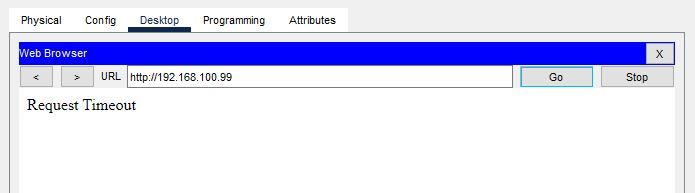 Physical Config Desktop Programming Attributes
Web Browser X
< > URL http://192.168.100.99 Go Stop
Request Timeout